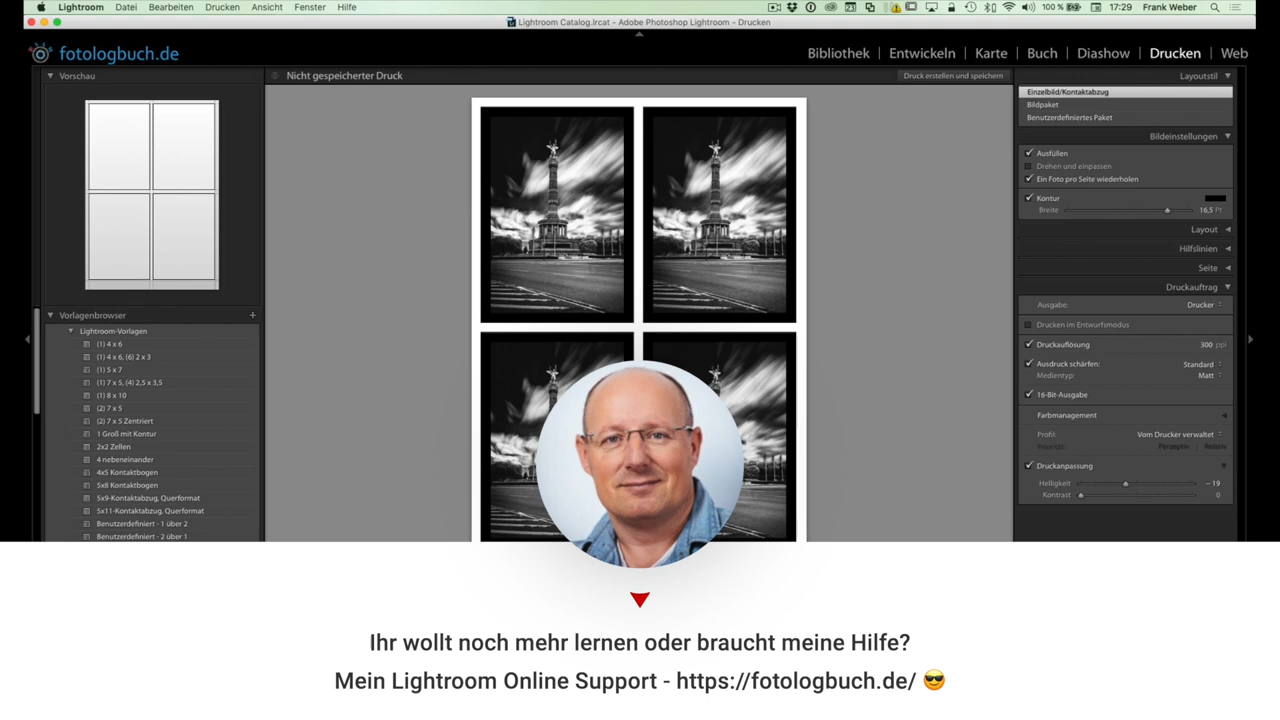 Lightroom Datei Bearbeiten Drucken Ansicht Fenster Hilfe 100 % 17:29 Frank Weber
Lightroom Catalog.lrcat - Adobe Photoshop Lightroom - Drucken
fotologbuch.de
Bibliothek | Entwickeln | Karte | Buch | Diashow | Drucken | Web
Vorschau
Nicht gespeicherter Druck
Druck erstellen und speichern
Layoutstil
Einzelbild/Kontaktabzug
Bildpaket
Benutzerdefiniertes Paket
Bildeinstellungen
Ausfüllen
Drehen und einpassen
Ein Foto pro Seite wiederholen
Kontur
Breite 16,5 Pt
Layout
Hilfslinien
Seite
Druckauftrag
Ausgabe: Drucker
Drucken im Entwurfsmodus
Druckauflösung 300 ppi
Ausdruck schärfen: Standard
Medientyp: Matt
16-Bit-Ausgabe
Farbmanagement
Profil: Vom Drucker verwaltet
Priorität: Perzeptiv Relativ
Druckanpassung
Helligkeit – 19
Kontrast 0
Vorlagenbrowser +
Lightroom-Vorlagen
(1) 4 x 6
(1) 4 x 6, (6) 2 x 3
(1) 5 x 7
(1) 7 x 5, (4) 2,5 x 3,5
(1) 8 x 10
(2) 7 x 5
(2) 7 x 5 Zentriert
1 Groß mit Kontur
2x2 Zellen
4 nebeneinander
4x5 Kontaktbogen
5x8 Kontaktbogen
5x9-Kontaktabzug, Querformat
5x11-Kontaktabzug, Querformat
Benutzerdefiniert - 1 über 2
Benutzerdefiniert - 2 über 1
Ihr wollt noch mehr lernen oder braucht meine Hilfe?
Mein Lightroom Online Support - https://fotologbuch.de/ 😎